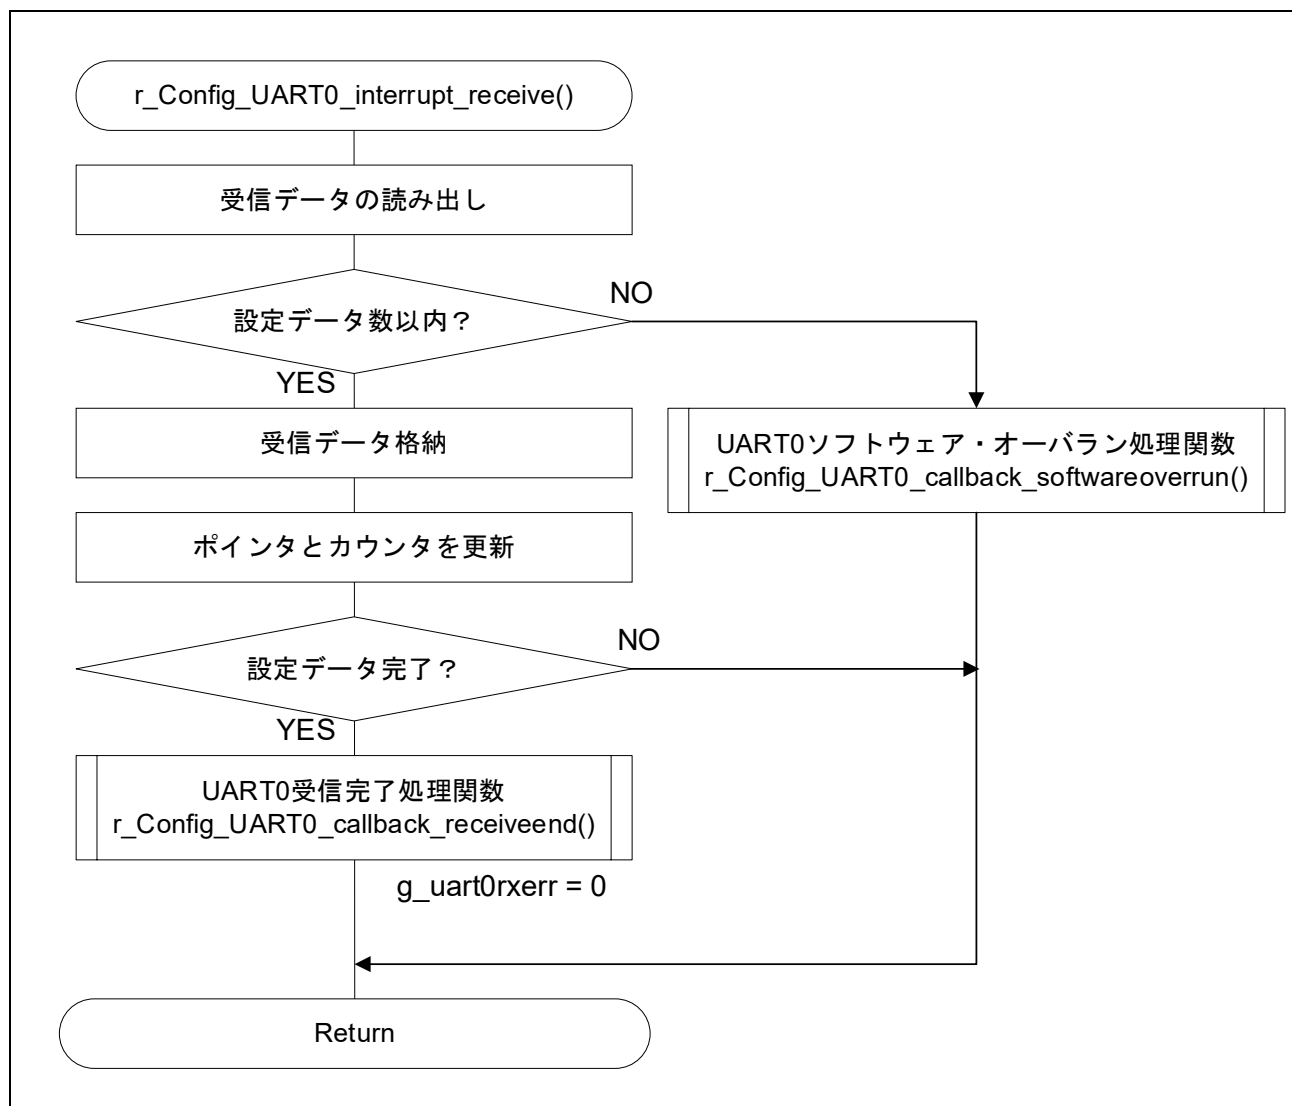 r_Config_UART0_interrupt_receive()
受信データの読み出し
設定データ数以内？
NO
YES
受信データ格納
UART0ソフトウェア・オーバラン処理関数
r_Config_UART0_callback_softwareoverrun()
ポインタとカウンタを更新
設定データ完了？
NO
YES
UART0受信完了処理関数
r_Config_UART0_callback_receiveend()
g_uart0rxerr = 0
Return